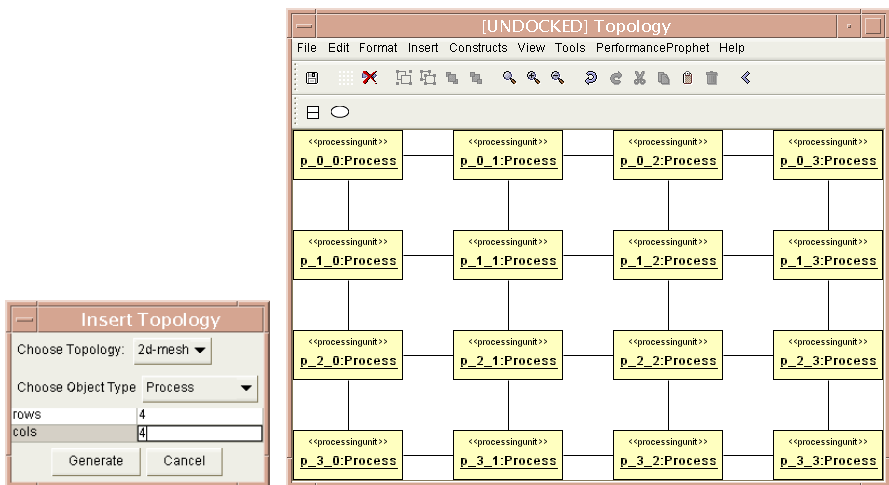 [UNDOCKED] Topology
File Edit Format Insert Constructs View Tools PerformanceProphet Help
<<processingunit>> <<processingunit>> <<processingunit>> <<processingunit>>
p_0_0:Process p_0_1:Process p_0_2:Process p_0_3:Process
<<processingunit>> <<processingunit>> <<processingunit>> <<processingunit>>
p_1_0:Process p_1_1:Process p_1_2:Process p_1_3:Process
<<processingunit>> <<processingunit>> <<processingunit>> <<processingunit>>
p_2_0:Process p_2_1:Process p_2_2:Process p_2_3:Process
<<processingunit>> <<processingunit>> <<processingunit>> <<processingunit>>
p_3_0:Process p_3_1:Process p_3_2:Process p_3_3:Process
Insert Topology
Choose Topology: 2d-mesh
Choose Object Type Process
rows 4
cols 4
Generate Cancel